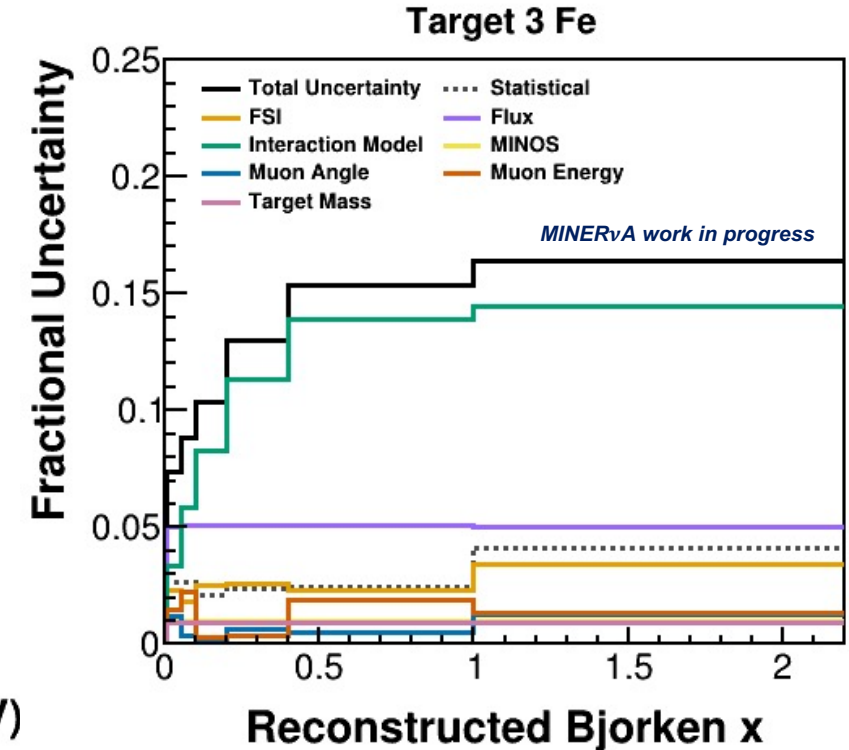 Target 3 Fe
Fractional Uncertainty
0.25
0.2
0.15
0.1
0.05
0
Total Uncertainty
FSI
Interaction Model
Muon Angle
Target Mass
Statistical
Flux
MINOS
Muon Energy
MINERνA work in progress
0 0.5 1 1.5 2
Reconstructed Bjorken x
)